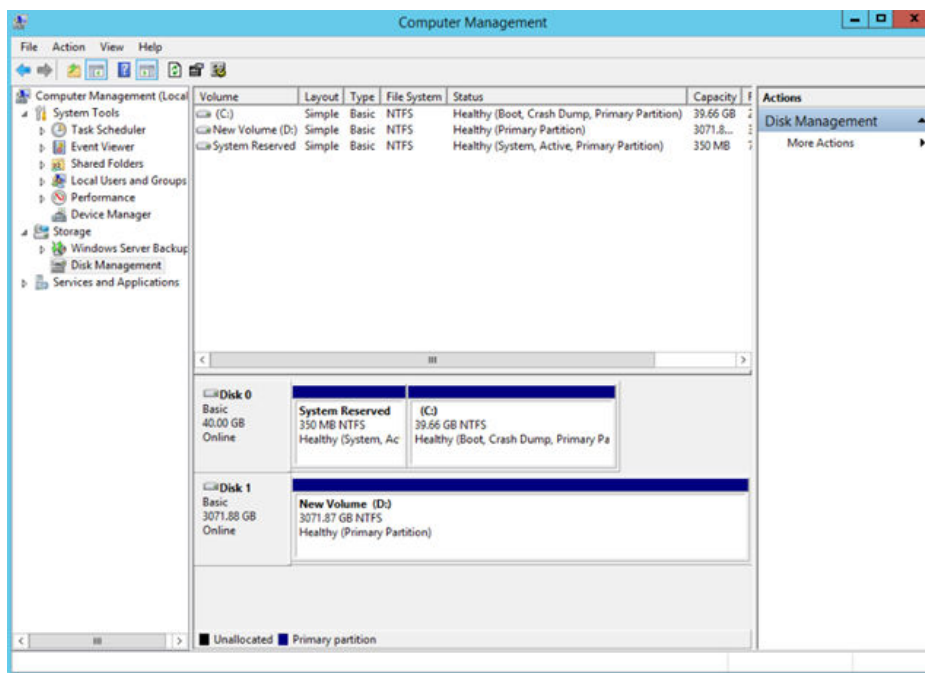 Computer Management
File Action View Help
Computer Management (Local
System Tools
Task Scheduler
Event Viewer
Shared Folders
Local Users and Groups
Performance
Device Manager
Storage
Windows Server Backup
Disk Management
Services and Applications
Volume Layout Type File System Status Capacity F
(C:) Simple Basic NTFS Healthy (Boot, Crash Dump, Primary Partition) 39.66 GB
New Volume (D:) Simple Basic NTFS Healthy (Primary Partition) 3071.8...
System Reserved Simple Basic NTFS Healthy (System, Active, Primary Partition) 350 MB
Disk 0
Basic
40.00 GB
Online
System Reserved
350 MB NTFS
Healthy (System, Ac
(C:)
39.66 GB NTFS
Healthy (Boot, Crash Dump, Primary Pa
Disk 1
Basic
3071.88 GB
Online
New Volume (D:)
3071.87 GB NTFS
Healthy (Primary Partition)
Unallocated Primary partition
Actions
Disk Management
More Actions